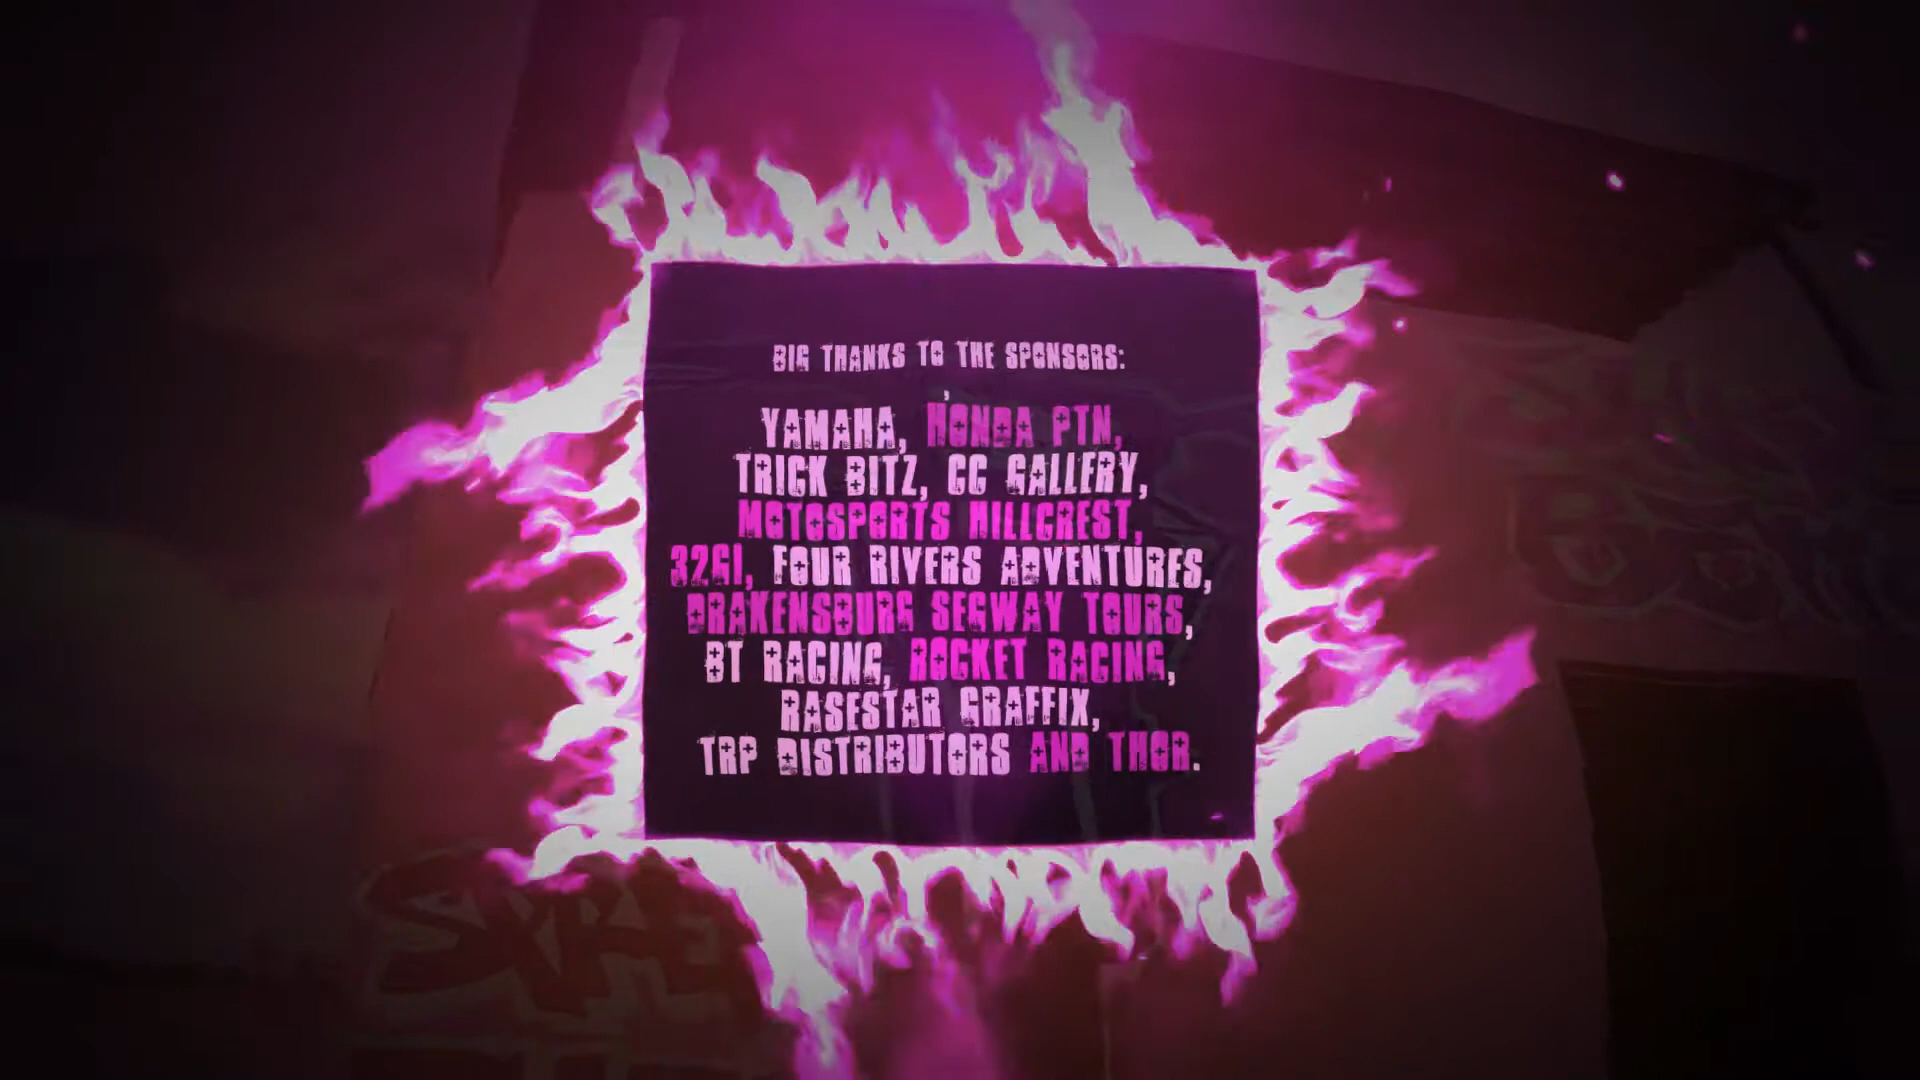 BIG THANKS TO THE SPONSORS:
,
YAMAHA, HONDA PTN,
TRICK BITZ, CC GALLERY,
MOTOSPORTS HILLCREST,
32GI, FOUR RIVERS ADVENTURES,
DRAKENSBURG SEGWAY TOURS,
BT RACING, ROCKET RACING,
RASESTAR GRAFFIX,
TRP DISTRIBUTORS AND THOR.